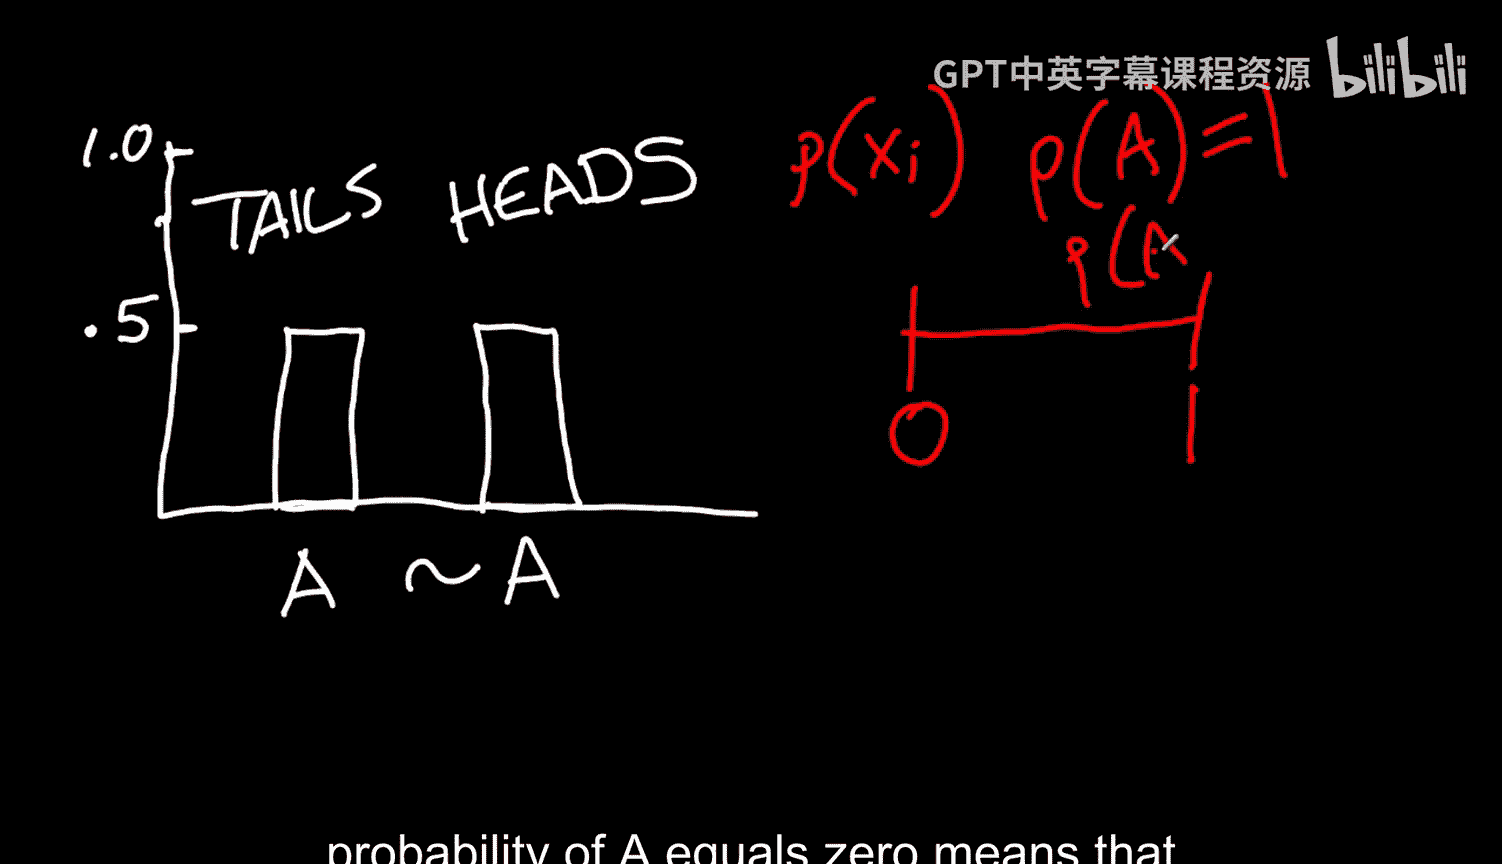 GPT中英字幕课程资源 bilibili
1.0
TAILS HEADS
.5
A ~ A
p(xi) p(A)=1
p(A
0 1
probability of A equals zero means that